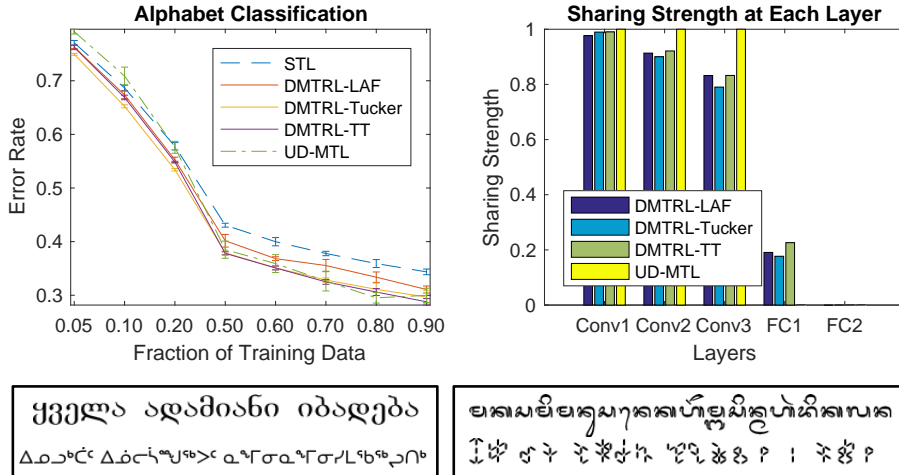 Alphabet Classification
Error Rate
0.7
0.6
0.5
0.4
0.3
STL
DMTRL-LAF
DMTRL-Tucker
DMTRL-TT
UD-MTL
0.05 0.10 0.20 0.50 0.60 0.70 0.80 0.90
Fraction of Training Data
Sharing Strength at Each Layer
Sharing Strength
1
0.8
0.6
0.4
0.2
0
DMTRL-LAF
DMTRL-Tucker
DMTRL-TT
UD-MTL
Conv1 Conv2 Conv3 FC1 FC2
Layers
ყველა ადამიანი იბადება